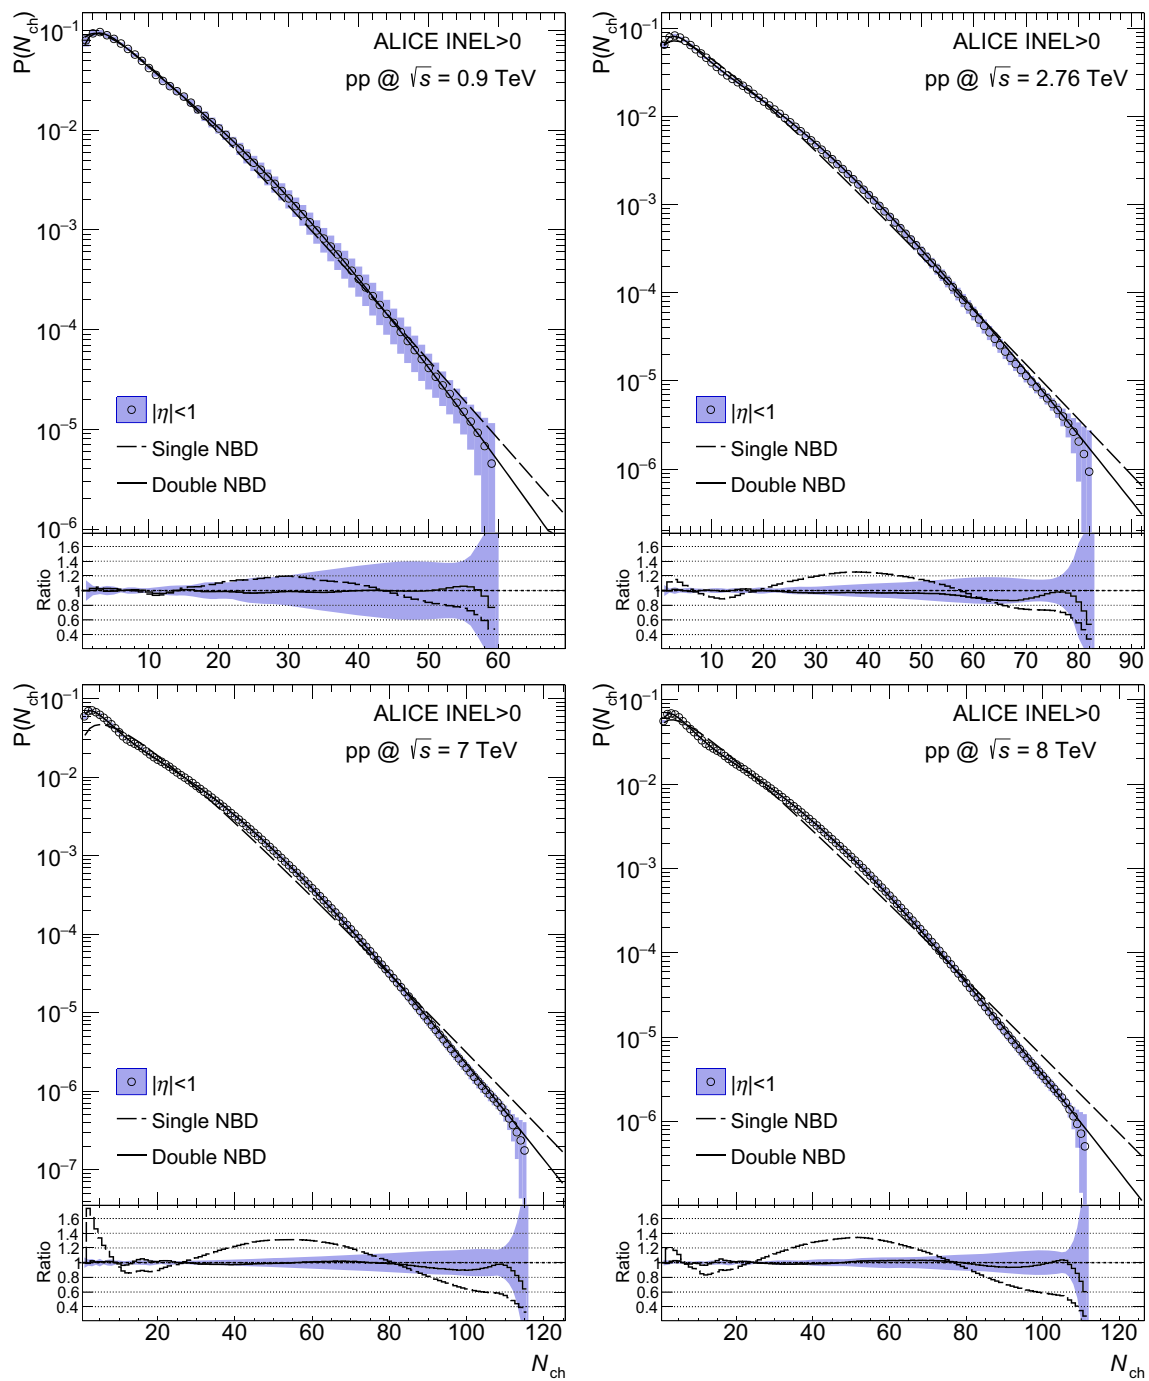 P(N_ch)
10⁻¹
10⁻²
10⁻³
10⁻⁴
10⁻⁵
10⁻⁶
ALICE INEL>0
pp @ √s = 0.9 TeV
|η|<1
Single NBD
Double NBD
Ratio
1.6
1.4
1.2
1
0.8
0.6
0.4
10 20 30 40 50 60
P(N_ch)
10⁻¹
10⁻²
10⁻³
10⁻⁴
10⁻⁵
10⁻⁶
ALICE INEL>0
pp @ √s = 2.76 TeV
|η|<1
Single NBD
Double NBD
Ratio
1.6
1.4
1.2
1
0.8
0.6
0.4
10 20 30 40 50 60 70 80 90
P(N_ch)
10⁻¹
10⁻²
10⁻³
10⁻⁴
10⁻⁵
10⁻⁶
10⁻⁷
ALICE INEL>0
pp @ √s = 7 TeV
|η|<1
Single NBD
Double NBD
Ratio
1.6
1.4
1.2
1
0.8
0.6
0.4
20 40 60 80 100 120
N_ch
P(N_ch)
10⁻¹
10⁻²
10⁻³
10⁻⁴
10⁻⁵
10⁻⁶
ALICE INEL>0
pp @ √s = 8 TeV
|η|<1
Single NBD
Double NBD
Ratio
1.6
1.4
1.2
1
0.8
0.6
0.4
20 40 60 80 100 120
N_ch